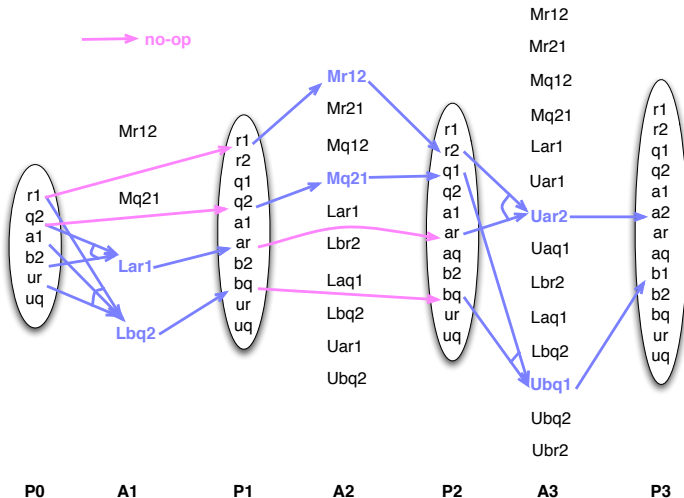 no-op
r1
q2
a1
b2
ur
uq
Mr12
Mq21
Lar1
Lbq2
r1
r2
q1
q2
a1
ar
b2
bq
ur
uq
Mr12
Mr21
Mq12
Mq21
Lar1
Lbr2
Laq1
Lbq2
Uar1
Ubq2
r1
r2
q1
q2
a1
ar
aq
b2
bq
ur
uq
Mr12
Mr21
Mq12
Mq21
Lar1
Uar1
Uar2
Uaq1
Lbr2
Laq1
Lbq2
Ubq1
Ubq2
Ubr2
r1
r2
q1
q2
a1
a2
ar
aq
b1
b2
bq
ur
uq
P0 A1 P1 A2 P2 A3 P3